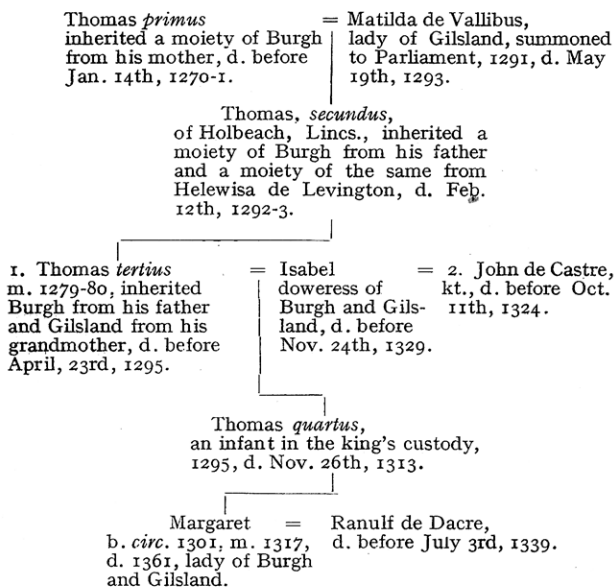 Thomas primus
inherited a moiety of Burgh
from his mother, d. before
Jan. 14th, 1270-1.
= Matilda de Vallibus,
lady of Gilsland, summoned
to Parliament, 1291, d. May
19th, 1293.
Thomas, secundus,
of Holbeach, Lincs., inherited a
moiety of Burgh from his father
and a moiety of the same from
Helewisa de Levington, d. Feb.
12th, 1292-3.
1. Thomas tertius
m. 1279-80, inherited
Burgh from his father
and Gilsland from his
grandmother, d. before
April, 23rd, 1295.
= Isabel
doweress of
Burgh and Gils-
land, d. before
Nov. 24th, 1329.
= 2. John de Castre,
kt., d. before Oct.
11th, 1324.
Thomas quartus,
an infant in the king's custody,
1295, d. Nov. 26th, 1313.
Margaret
b. circ. 1301, m. 1317,
d. 1361, lady of Burgh
and Gilsland.
= Ranulf de Dacre,
d. before July 3rd, 1339.